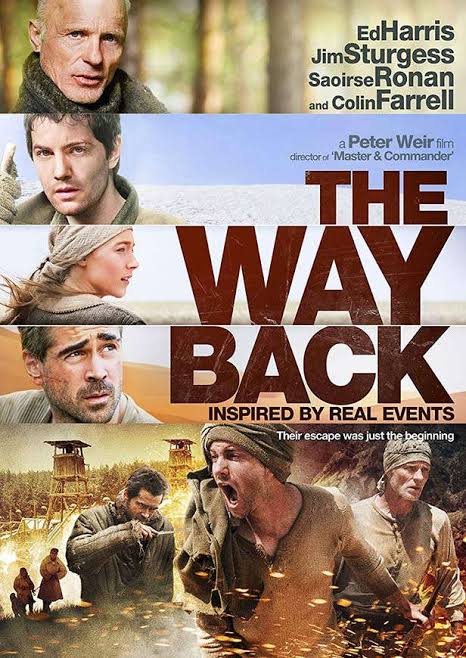 EdHarris
JimSturgess
SaoirseRonan
and ColinFarrell
a Peter Weir film
director of 'Master & Commander'
THE
WAY
BACK
INSPIRED BY REAL EVENTS
Their escape was just the beginning